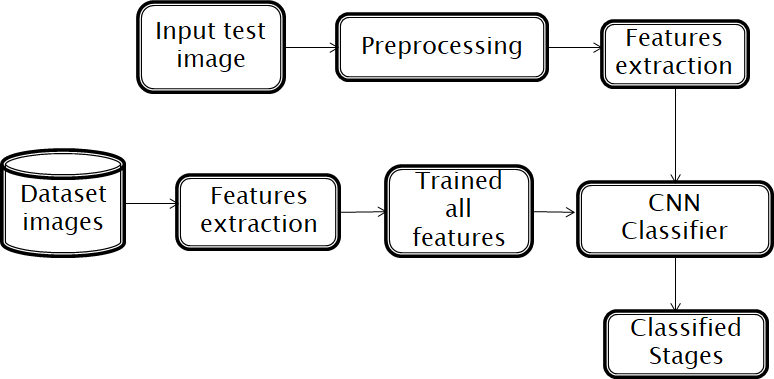 Input test
image
Preprocessing
Features
extraction
Dataset
images
Features
extraction
Trained
all
features
CNN
Classifier
Classified
Stages